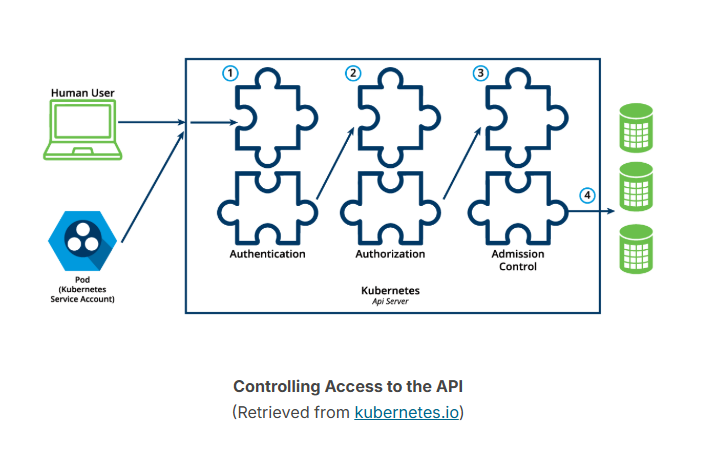 1
2
3
Human User
4
Authentication
Authorization
Admission
Control
Pod
(Kubernetes
Service Account)
Kubernetes
Api Server
Controlling Access to the API
(Retrieved from kubernetes.io)